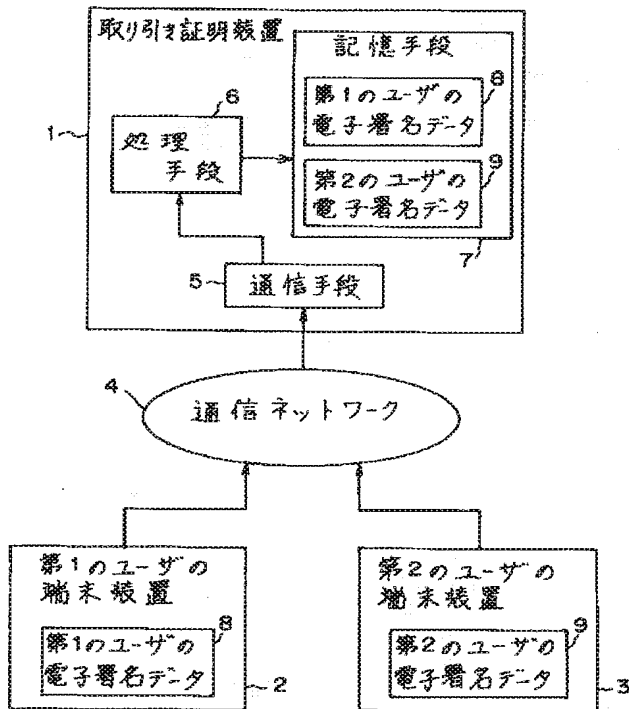 取り引き証明装置
記憶手段
6
8
第1のユーザの
電子署名データ
1
処理
手段
9
第2のユーザの
電子署名データ
7
5
通信手段
4
通信ネットワーク
第1のユーザの
端末装置
8
第1のユーザの
電子署名データ
2
第2のユーザの
端末装置
9
第2のユーザの
電子署名データ
3